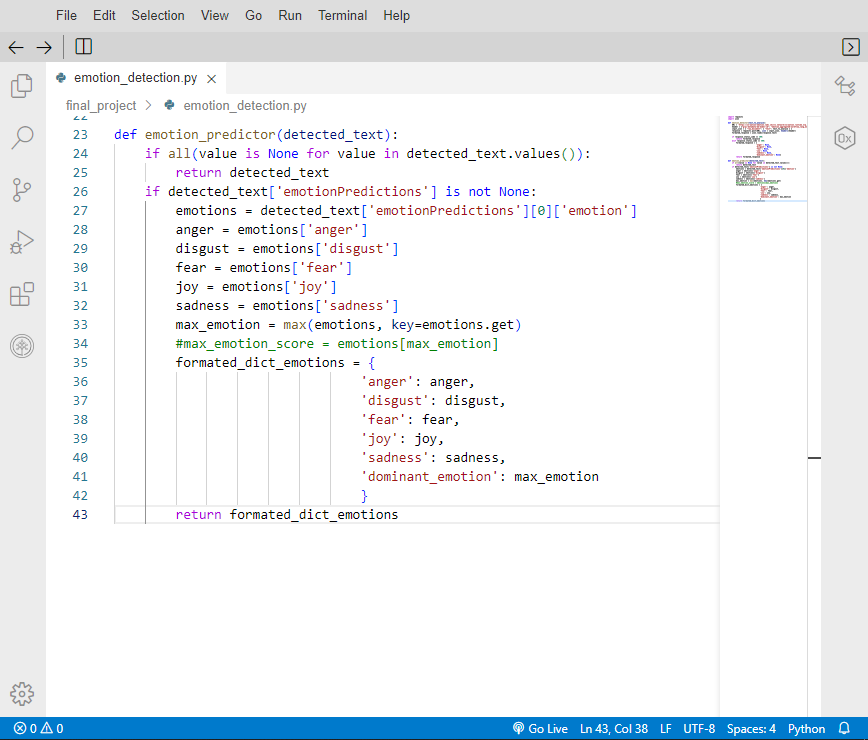 File Edit Selection View Go Run Terminal Help
emotion_detection.py
final_project > emotion_detection.py
22
23 def emotion_predictor(detected_text):
24     if all(value is None for value in detected_text.values()):
25         return detected_text
26     if detected_text['emotionPredictions'] is not None:
27         emotions = detected_text['emotionPredictions'][0]['emotion']
28         anger = emotions['anger']
29         disgust = emotions['disgust']
30         fear = emotions['fear']
31         joy = emotions['joy']
32         sadness = emotions['sadness']
33         max_emotion = max(emotions, key=emotions.get)
34         #max_emotion_score = emotions[max_emotion]
35         formated_dict_emotions = {
36                                 'anger': anger,
37                                 'disgust': disgust,
38                                 'fear': fear,
39                                 'joy': joy,
40                                 'sadness': sadness,
41                                 'dominant_emotion': max_emotion
42                                 }
43         return formated_dict_emotions
0x
0 0 Go Live Ln 43, Col 38 LF UTF-8 Spaces: 4 Python